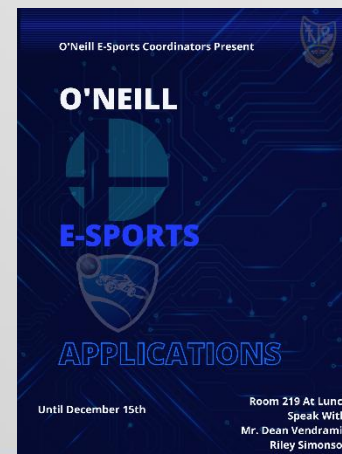 O'Neill E-Sports Coordinators Present
O'NEILL
E-SPORTS
APPLICATIONS
Until December 15th
Room 219 At Lunc
Speak Wit
Mr. Dean Vendrami
Riley Simonso